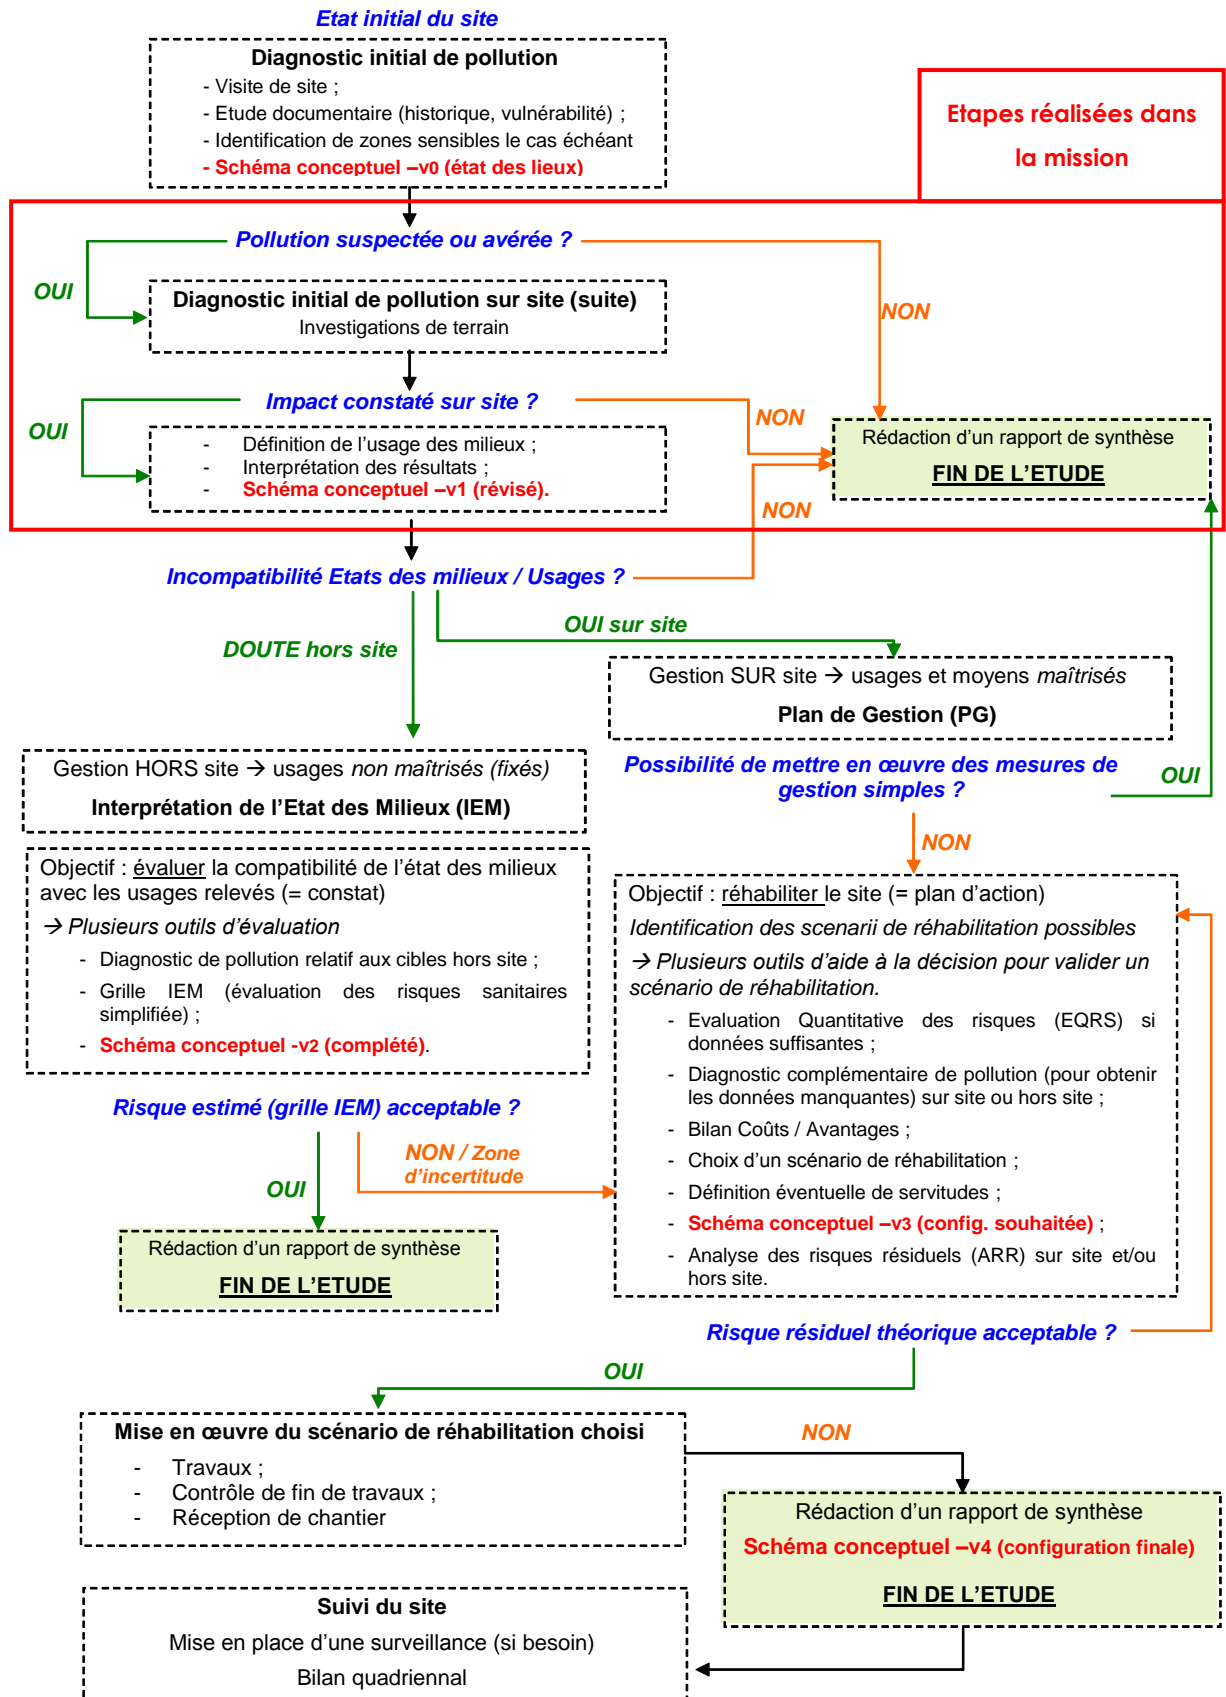 Etat initial du site
Diagnostic initial de pollution
- Visite de site ;
- Etude documentaire (historique, vulnérabilité) ;
- Identification de zones sensibles le cas échéant
- Schéma conceptuel –v0 (état des lieux)
Etapes réalisées dans
la mission
Pollution suspectée ou avérée ?
OUI
NON
Diagnostic initial de pollution sur site (suite)
Investigations de terrain
Impact constaté sur site ?
OUI
NON
- Définition de l'usage des milieux ;
- Interprétation des résultats ;
- Schéma conceptuel –v1 (révisé).
Rédaction d'un rapport de synthèse
FIN DE L'ETUDE
NON
Incompatibilité Etats des milieux / Usages ?
OUI sur site
DOUTE hors site
Gestion SUR site → usages et moyens maîtrisés
Plan de Gestion (PG)
Gestion HORS site → usages non maîtrisés (fixés)
Interprétation de l'Etat des Milieux (IEM)
Possibilité de mettre en œuvre des mesures de
gestion simples ?
OUI
NON
Objectif : évaluer la compatibilité de l'état des milieux
avec les usages relevés (= constat)
→ Plusieurs outils d'évaluation
- Diagnostic de pollution relatif aux cibles hors site ;
- Grille IEM (évaluation des risques sanitaires
simplifiée) ;
- Schéma conceptuel -v2 (complété).
Objectif : réhabiliter le site (= plan d'action)
Identification des scenarii de réhabilitation possibles
→ Plusieurs outils d'aide à la décision pour valider un
scénario de réhabilitation.
- Evaluation Quantitative des risques (EQRS) si
données suffisantes ;
- Diagnostic complémentaire de pollution (pour obtenir
les données manquantes) sur site ou hors site ;
- Bilan Coûts / Avantages ;
- Choix d'un scénario de réhabilitation ;
- Définition éventuelle de servitudes ;
- Schéma conceptuel –v3 (config. souhaitée) ;
- Analyse des risques résiduels (ARR) sur site et/ou
hors site.
Risque estimé (grille IEM) acceptable ?
NON / Zone
d'incertitude
OUI
Rédaction d'un rapport de synthèse
FIN DE L'ETUDE
Risque résiduel théorique acceptable ?
OUI
Mise en œuvre du scénario de réhabilitation choisi
- Travaux ;
- Contrôle de fin de travaux ;
- Réception de chantier
NON
Rédaction d'un rapport de synthèse
Schéma conceptuel –v4 (configuration finale)
FIN DE L'ETUDE
Suivi du site
Mise en place d'une surveillance (si besoin)
Bilan quadriennal